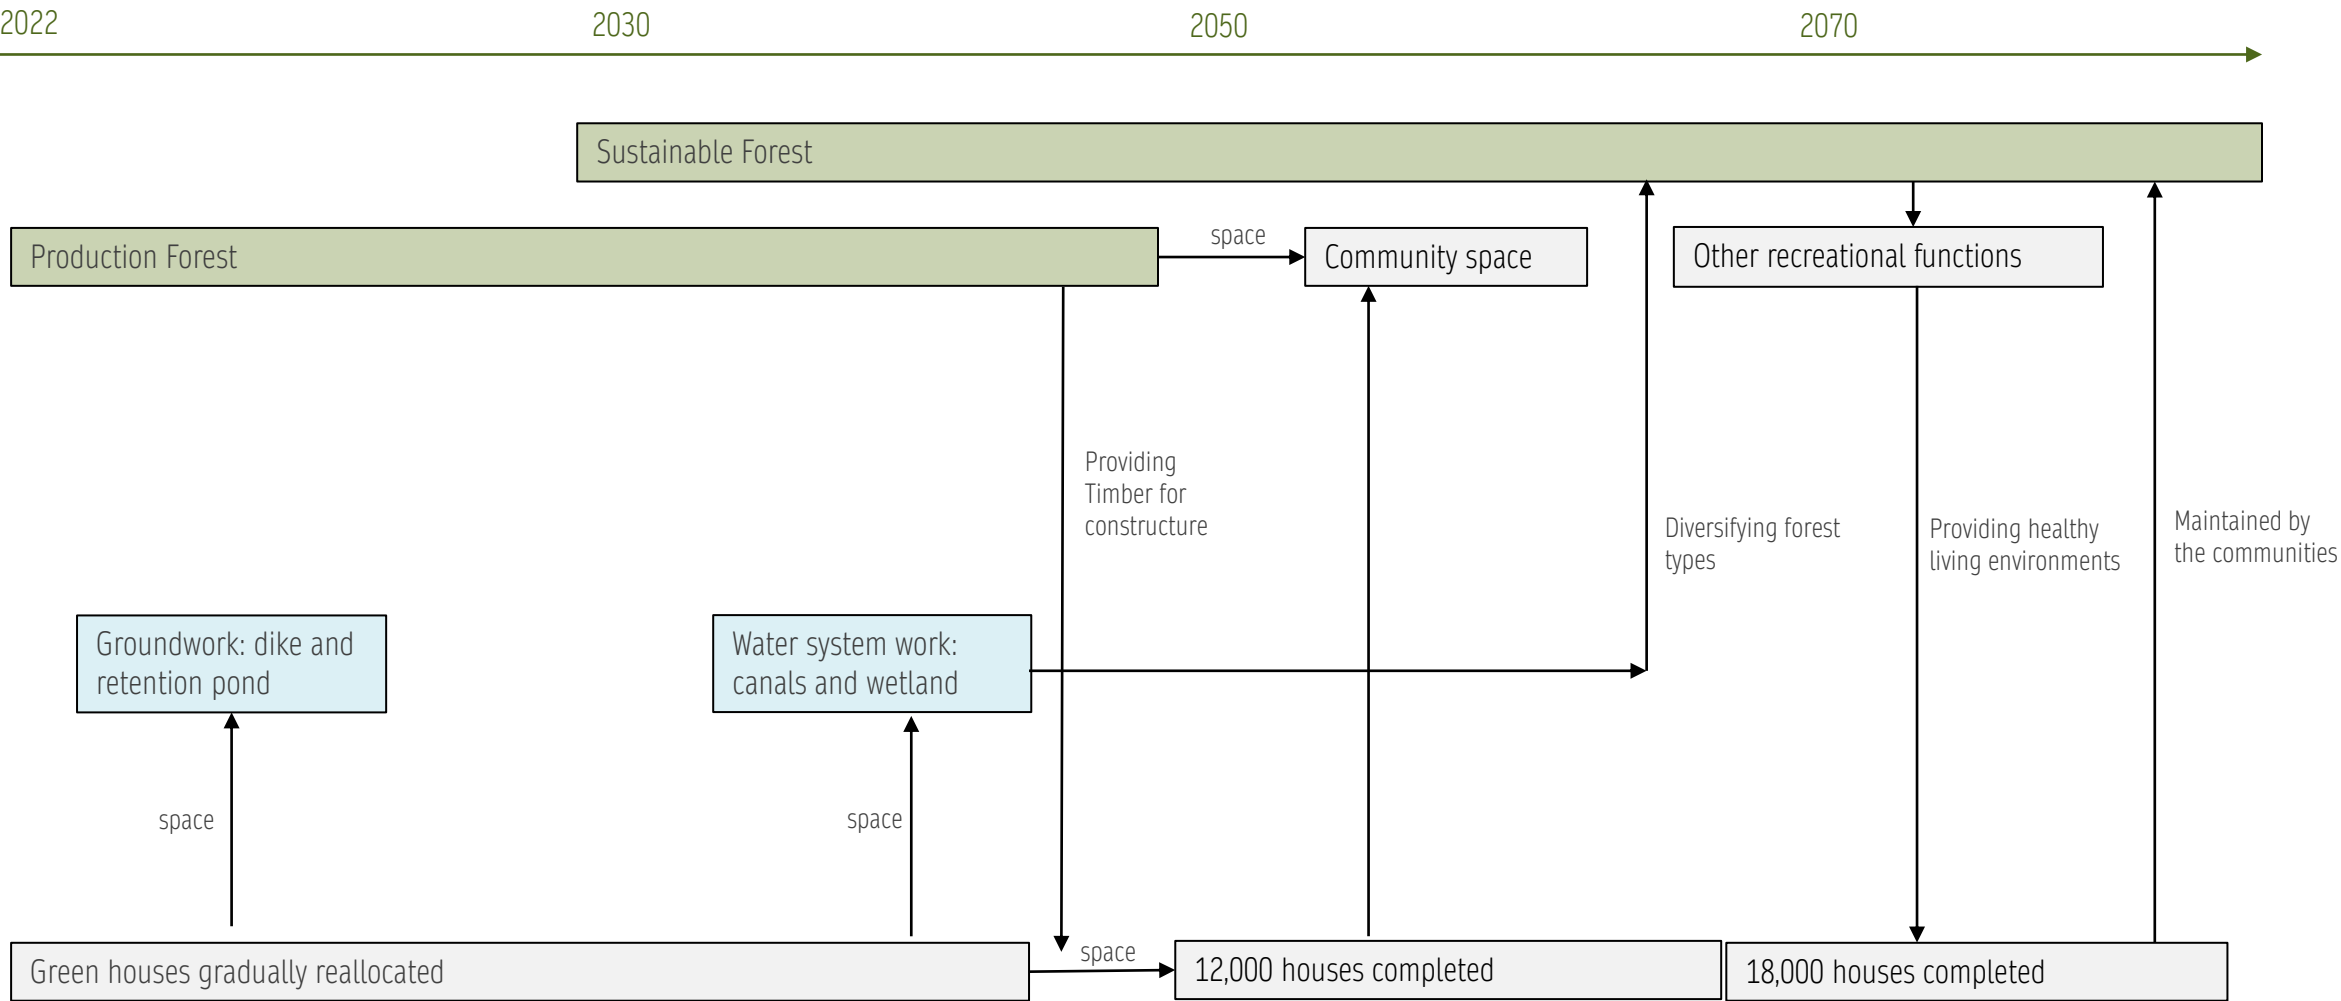 2022
2030
2050
2070
Sustainable Forest
Production Forest
space
Community space
Other recreational functions
Providing
Timber for
constructure
Diversifying forest
types
Providing healthy
living environments
Maintained by
the communities
Groundwork: dike and
retention pond
Water system work:
canals and wetland
space
space
Green houses gradually reallocated
space
12,000 houses completed
18,000 houses completed